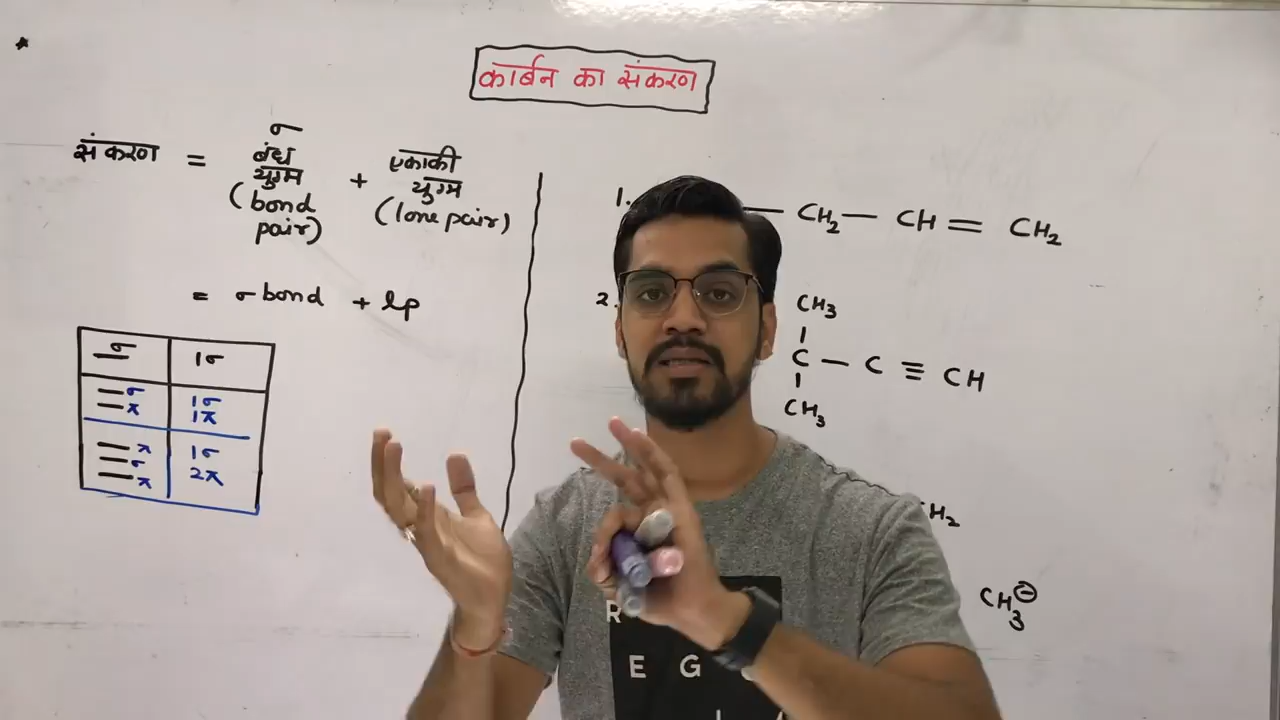 कार्बन का संकरण
σ
संकरण = बंध युग्म (bond pair) + एकाकी युग्म (lone pair)
= σ bond + lp
σ 1σ
σ 1σ
π 1π
π 1σ
σ 2π
π
1. — CH₂ — CH = CH₂
2.
CH₃
|
C — C ≡ CH
|
CH₃
H₂
CH₃⊖
R
E G